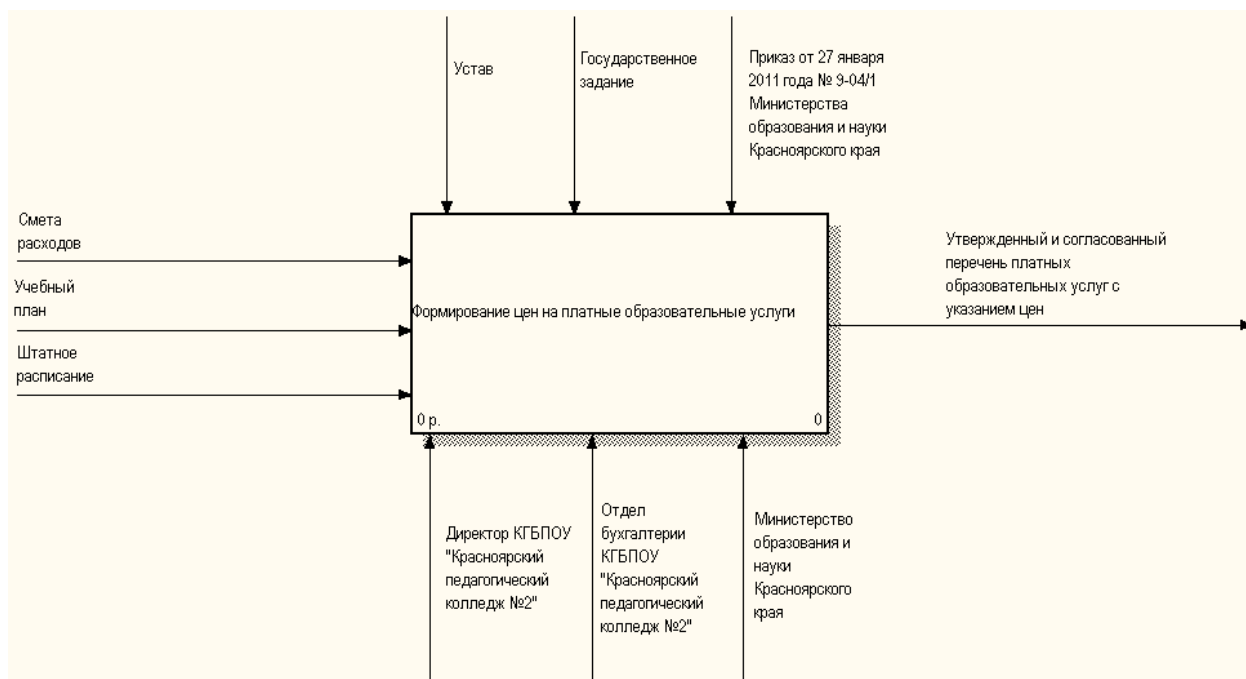 Устав
Государственное
задание
Приказ от 27 января
2011 года № 9-04/1
Министерства
образования и науки
Красноярского края
Смета
расходов
Учебный
план
Штатное
расписание
Формирование цен на платные образовательные услуги
0 р.
0
Утвержденный и согласованный
перечень платных
образовательных услуг с
указанием цен
Директор КГБПОУ
"Красноярский
педагогический
колледж №2"
Отдел
бухгалтерии
КГБПОУ
"Красноярский
педагогический
колледж №2"
Министерство
образования и
науки
Красноярского
края